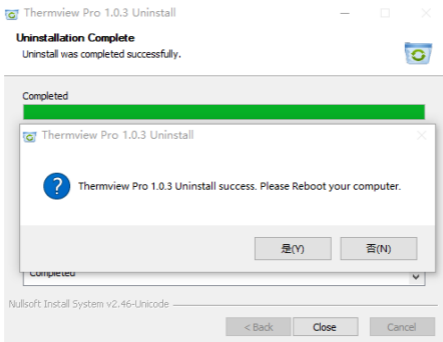 Thermview Pro 1.0.3 Uninstall
Uninstallation Complete
Uninstall was completed successfully.
Completed
Thermview Pro 1.0.3 Uninstall
Thermview Pro 1.0.3 Uninstall success. Please Reboot your computer.
是(Y) 否(N)
Completed
Nullsoft Install System v2.46-Unicode
< Back Close Cancel